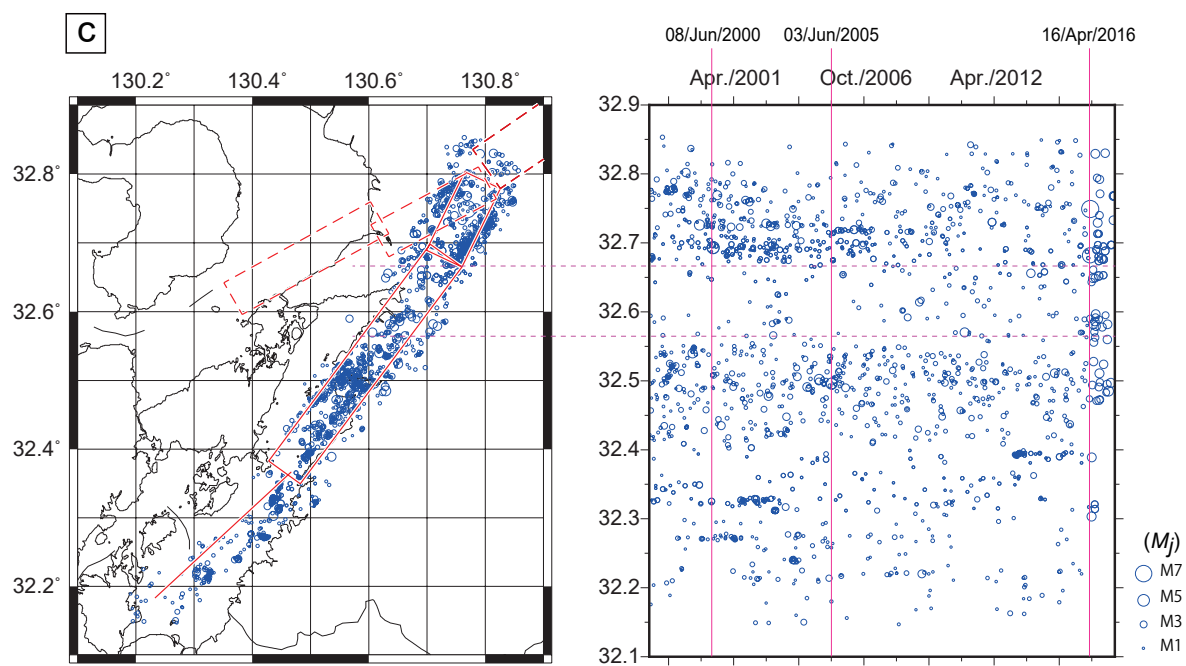 C
08/Jun/2000 03/Jun/2005 16/Apr/2016
130.2° 130.4° 130.6° 130.8°
Apr./2001 Oct./2006 Apr./2012
32.8°
32.6°
32.4°
32.2°
32.9
32.8
32.7
32.6
32.5
32.4
32.3
32.2
32.1
(Mj)
M7
M5
M3
M1